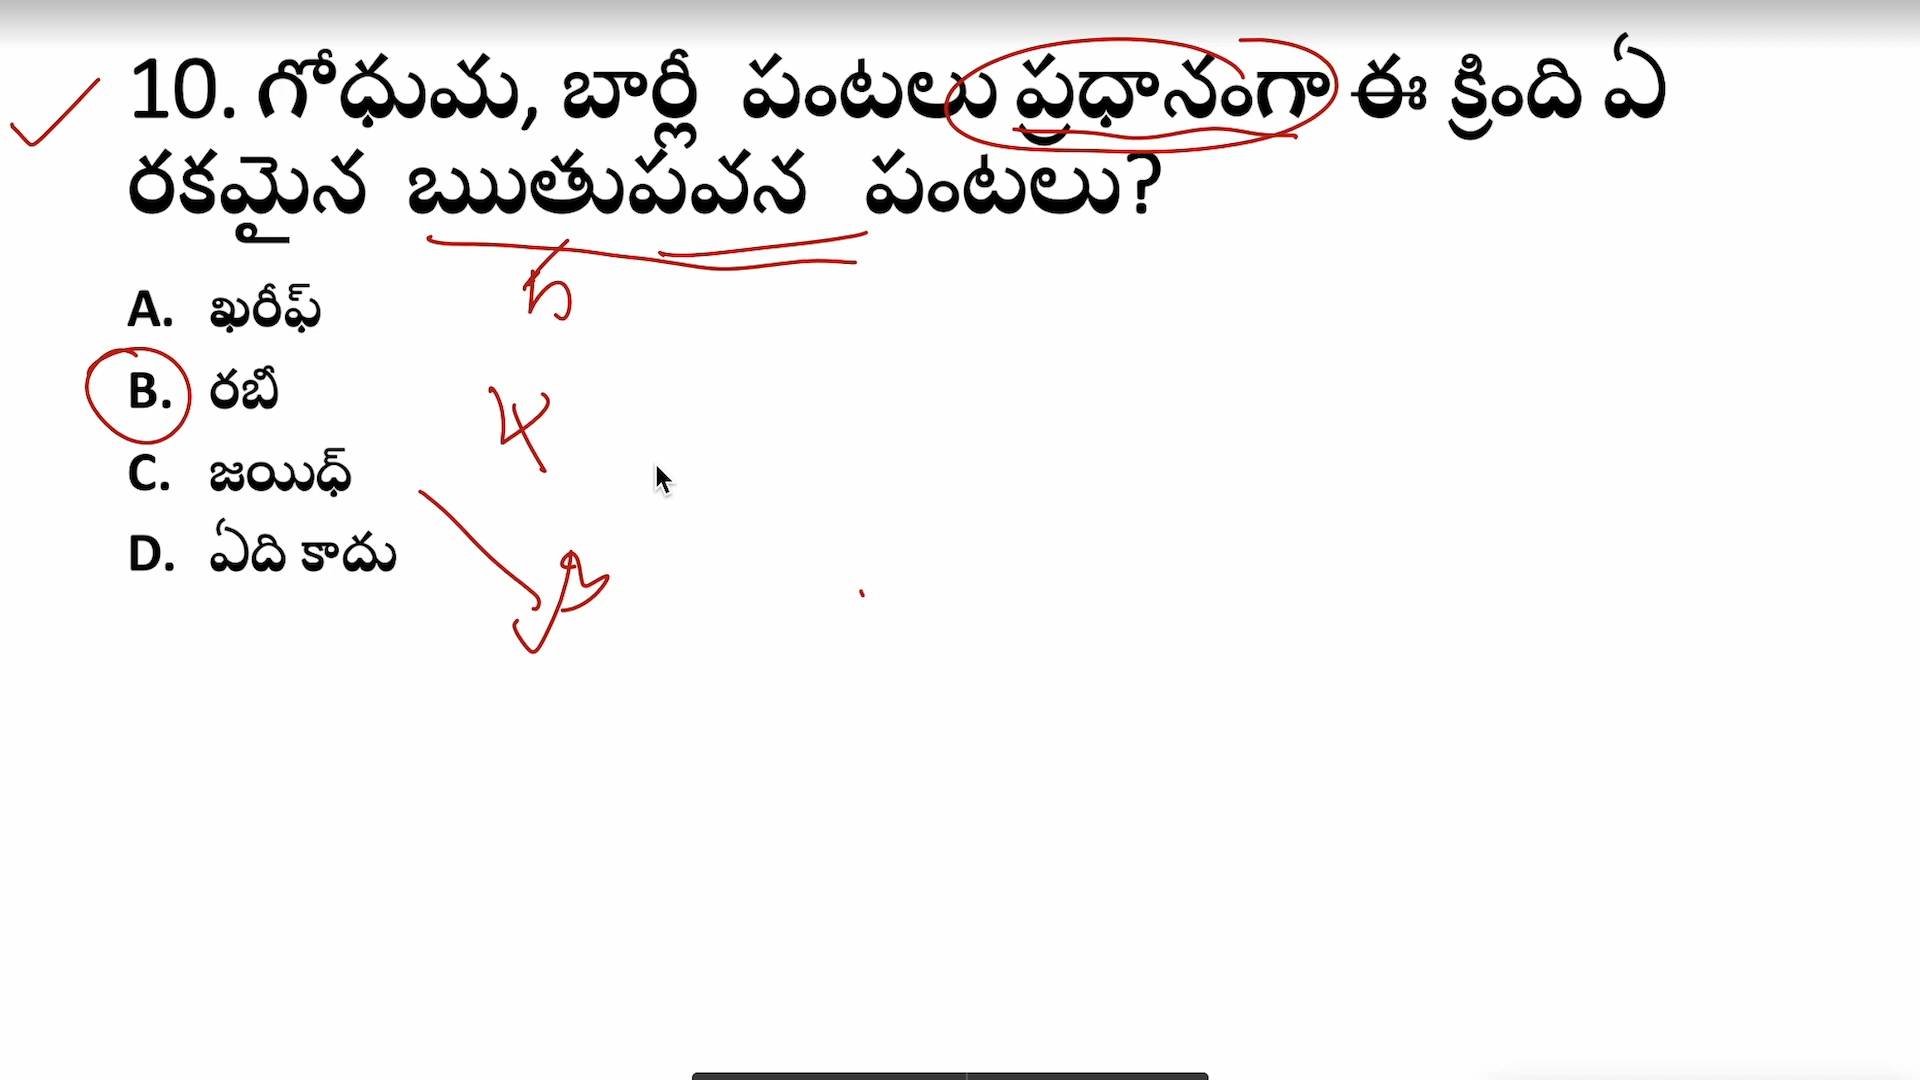 10. గోధుమ, బార్లీ పంటలు ప్రధానంగా ఈ క్రింది ఏ
రకమైన ఋతుపవన పంటలు?
A. ఖరీఫ్
B. రబీ
C. జయిధ్
D. ఏది కాదు